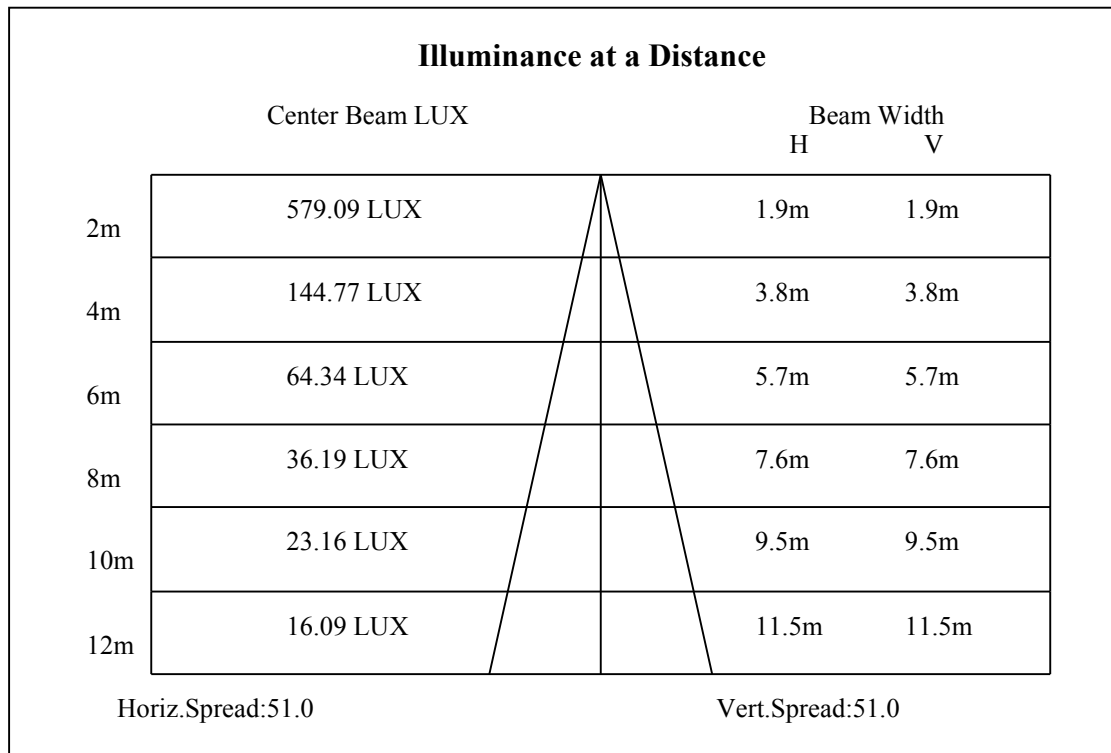 Illuminance at a Distance
Center Beam LUX Beam Width
H V
2m 579.09 LUX 1.9m 1.9m
4m 144.77 LUX 3.8m 3.8m
6m 64.34 LUX 5.7m 5.7m
8m 36.19 LUX 7.6m 7.6m
10m 23.16 LUX 9.5m 9.5m
12m 16.09 LUX 11.5m 11.5m
Horiz.Spread:51.0 Vert.Spread:51.0